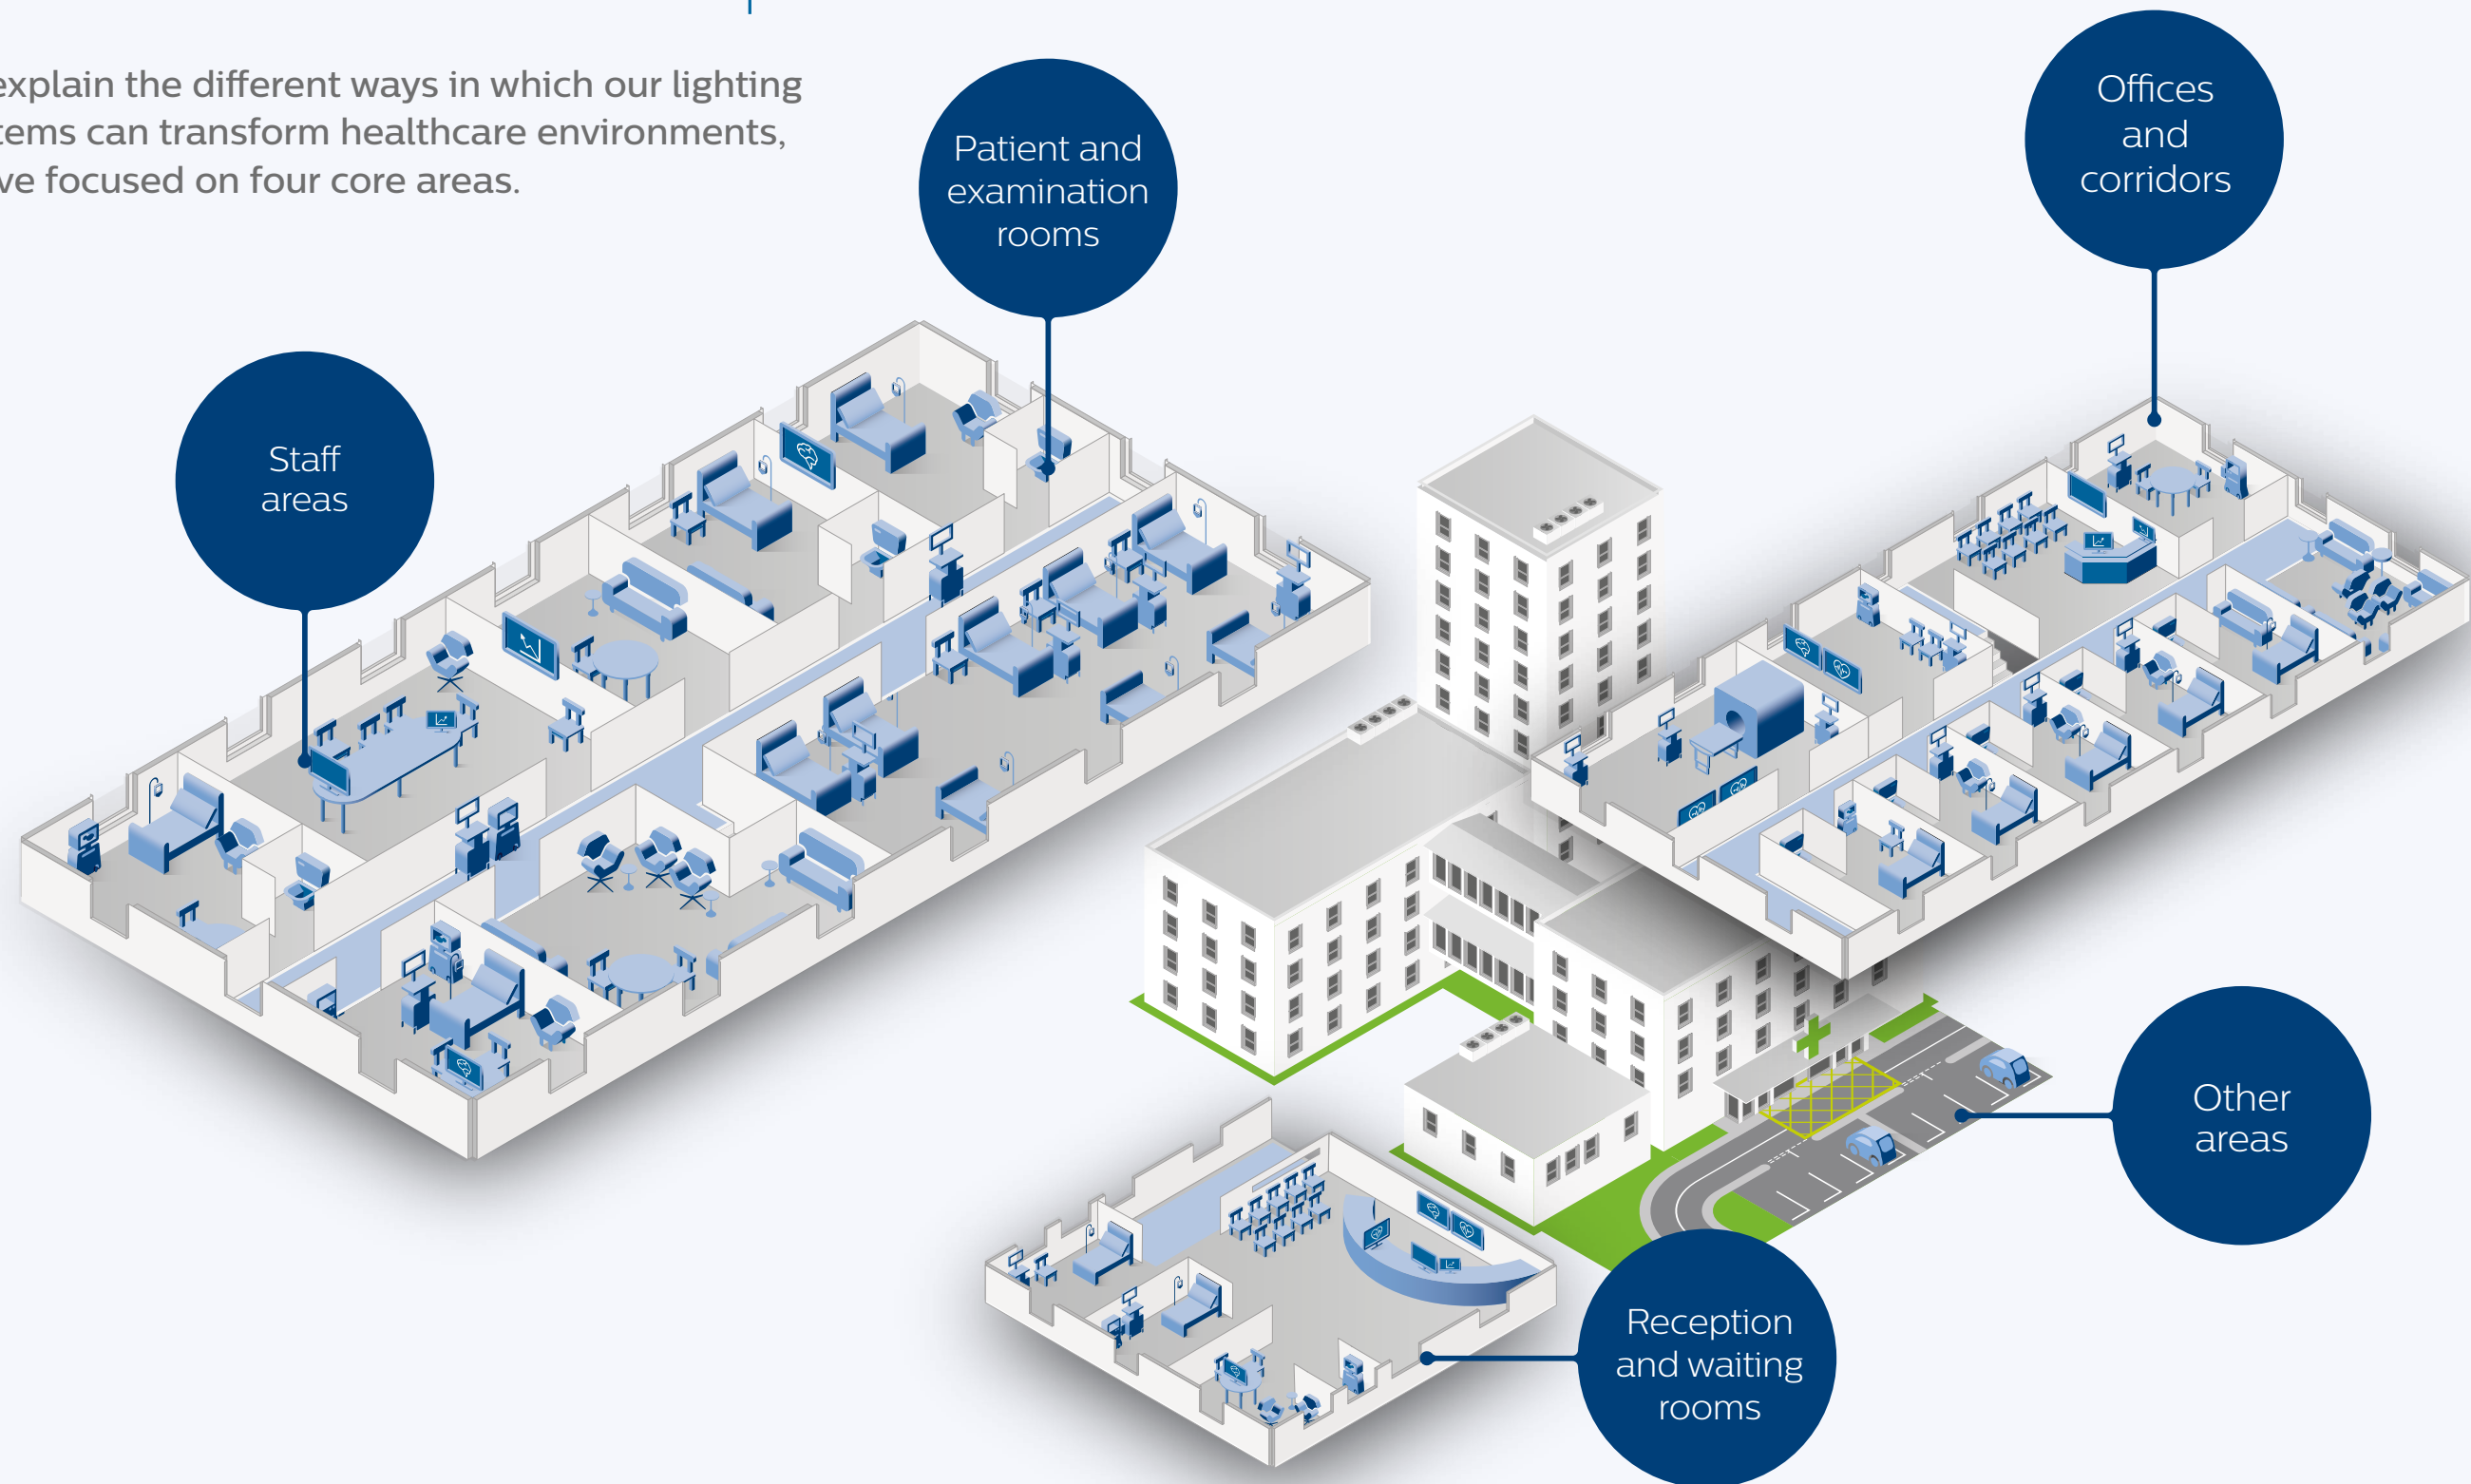 explain the different ways in which our lighting
tems can transform healthcare environments,
ve focused on four core areas.
Patient and
examination
rooms
Offices
and
corridors
Staff
areas
Other
areas
Reception
and waiting
rooms